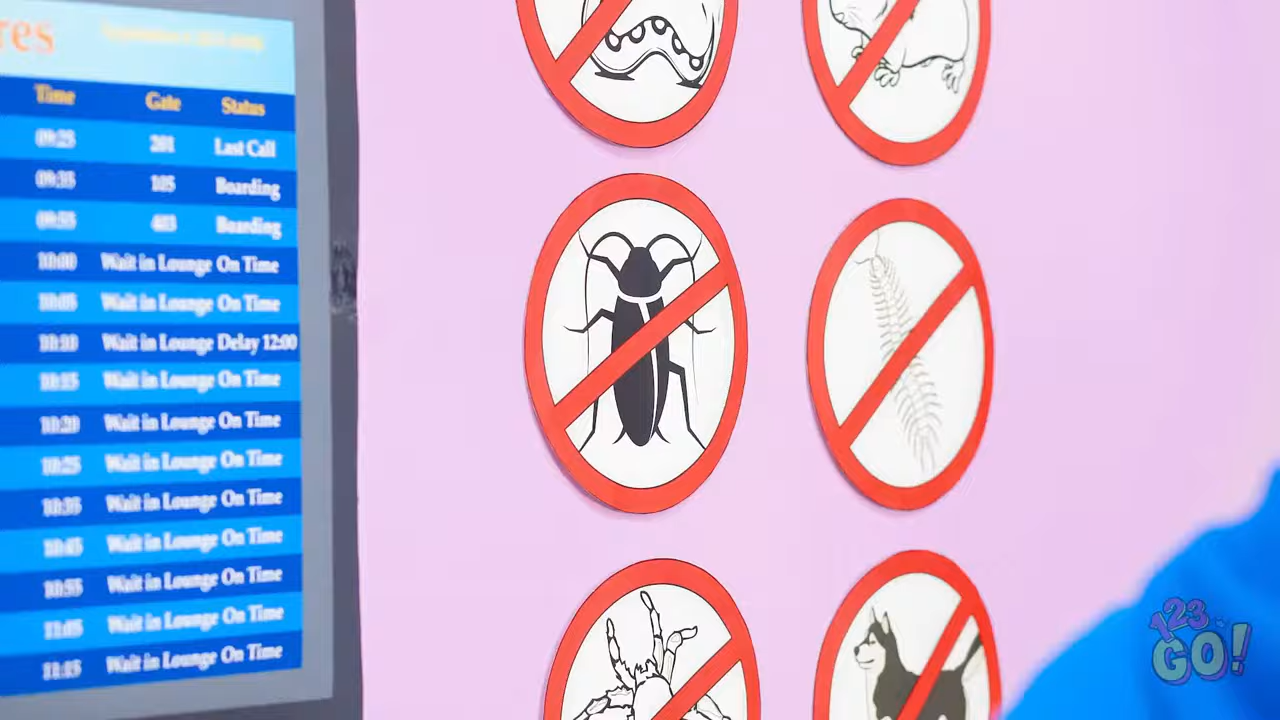 res
Time Gate Status
09:25 201 Last Call
09:35 105 Boarding
09:55 403 Boarding
10:00 Wait in Lounge On Time
10:05 Wait in Lounge On Time
10:10 Wait in Lounge Delay 12:00
10:15 Wait in Lounge On Time
10:20 Wait in Lounge On Time
10:25 Wait in Lounge On Time
10:35 Wait in Lounge On Time
10:45 Wait in Lounge On Time
10:55 Wait in Lounge On Time
11:05 Wait in Lounge On Time
11:15 Wait in Lounge On Time
123
GO!